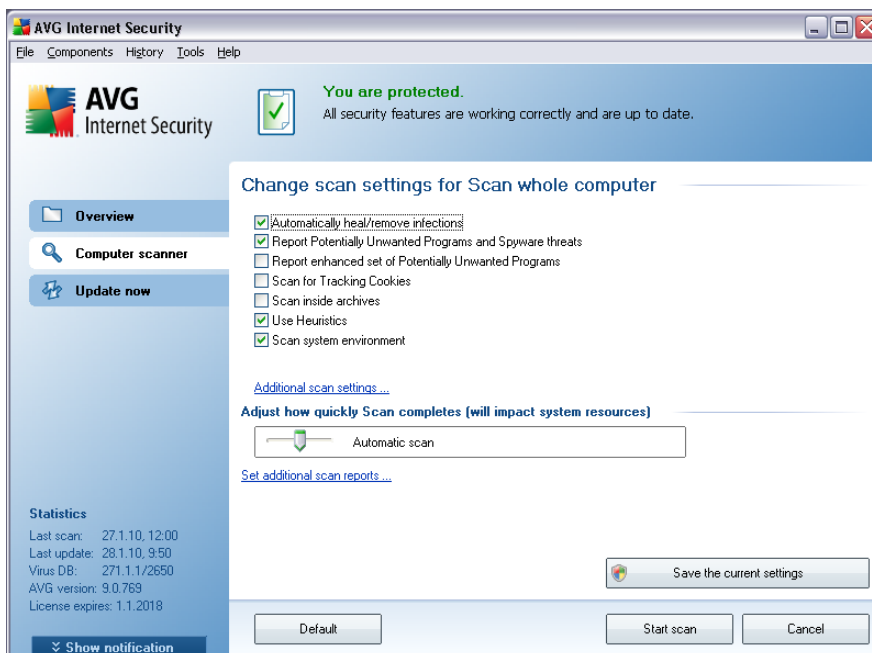 AVG Internet Security
File Components History Tools Help
AVG
Internet Security
You are protected.
All security features are working correctly and are up to date.
Overview
Computer scanner
Update now
Change scan settings for Scan whole computer
Automatically heal/remove infections
Report Potentially Unwanted Programs and Spyware threats
Report enhanced set of Potentially Unwanted Programs
Scan for Tracking Cookies
Scan inside archives
Use Heuristics
Scan system environment
Additional scan settings ...
Adjust how quickly Scan completes (will impact system resources)
Automatic scan
Set additional scan reports ...
Statistics
Last scan: 27.1.10, 12:00
Last update: 28.1.10, 9:50
Virus DB: 271.1.1/2650
AVG version: 9.0.769
License expires: 1.1.2018
Show notification
Save the current settings
Default
Start scan
Cancel